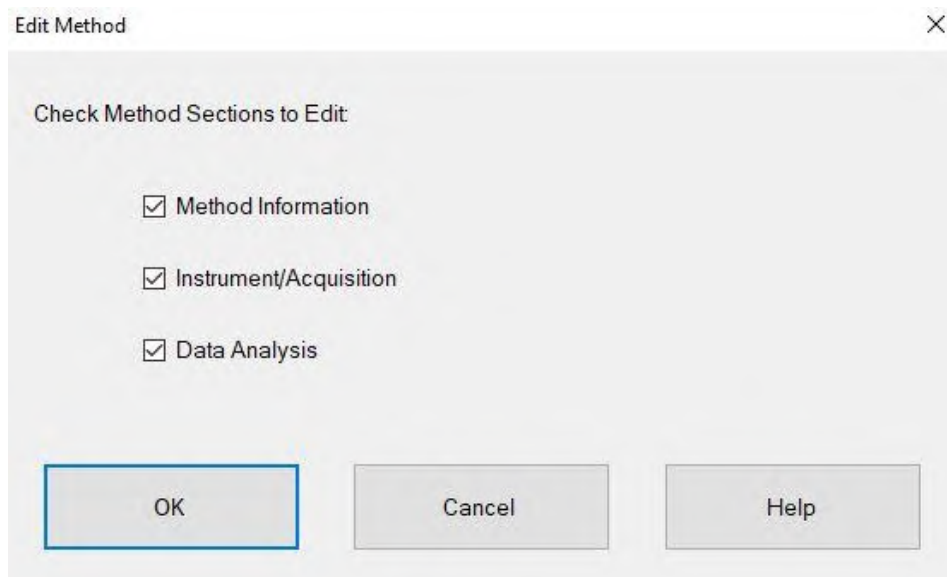 Edit Method
Check Method Sections to Edit:
Method Information
Instrument/Acquisition
Data Analysis
OK
Cancel
Help